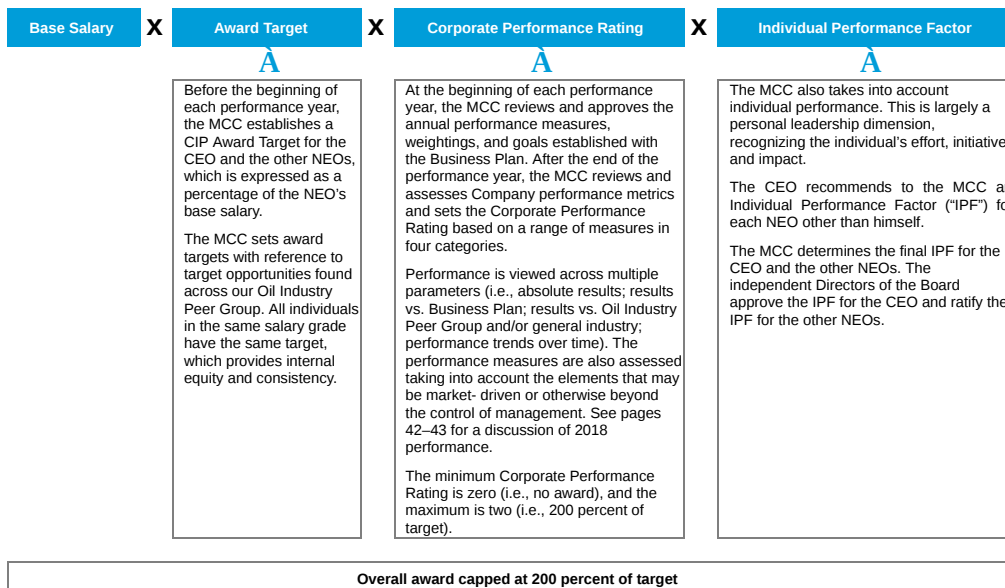 Base Salary X Award Target X Corporate Performance Rating X Individual Performance Factor
À À À
Before the beginning of
each performance year,
the MCC establishes a
CIP Award Target for the
CEO and the other NEOs,
which is expressed as a
percentage of the NEO's
base salary.
The MCC sets award
targets with reference to
target opportunities found
across our Oil Industry
Peer Group. All individuals
in the same salary grade
have the same target,
which provides internal
equity and consistency.
At the beginning of each performance
year, the MCC reviews and approves the
annual performance measures,
weightings, and goals established with
the Business Plan. After the end of the
performance year, the MCC reviews and
assesses Company performance metrics
and sets the Corporate Performance
Rating based on a range of measures in
four categories.
Performance is viewed across multiple
parameters (i.e., absolute results; results
vs. Business Plan; results vs. Oil Industry
Peer Group and/or general industry;
performance trends over time). The
performance measures are also assessed
taking into account the elements that may
be market- driven or otherwise beyond
the control of management. See pages
42–43 for a discussion of 2018
performance.
The minimum Corporate Performance
Rating is zero (i.e., no award), and the
maximum is two (i.e., 200 percent of
target).
The MCC also takes into account
individual performance. This is largely a
personal leadership dimension,
recognizing the individual's effort, initiative
and impact.
The CEO recommends to the MCC a
Individual Performance Factor ("IPF") fo
each NEO other than himself.
The MCC determines the final IPF for the
CEO and the other NEOs. The
independent Directors of the Board
approve the IPF for the CEO and ratify the
IPF for the other NEOs.
Overall award capped at 200 percent of target